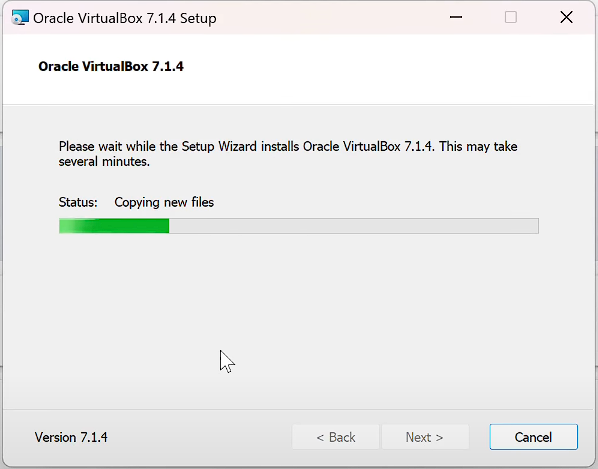 Oracle VirtualBox 7.1.4 Setup
Oracle VirtualBox 7.1.4
Please wait while the Setup Wizard installs Oracle VirtualBox 7.1.4. This may take
several minutes.
Status: Copying new files
Version 7.1.4
< Back
Next >
Cancel